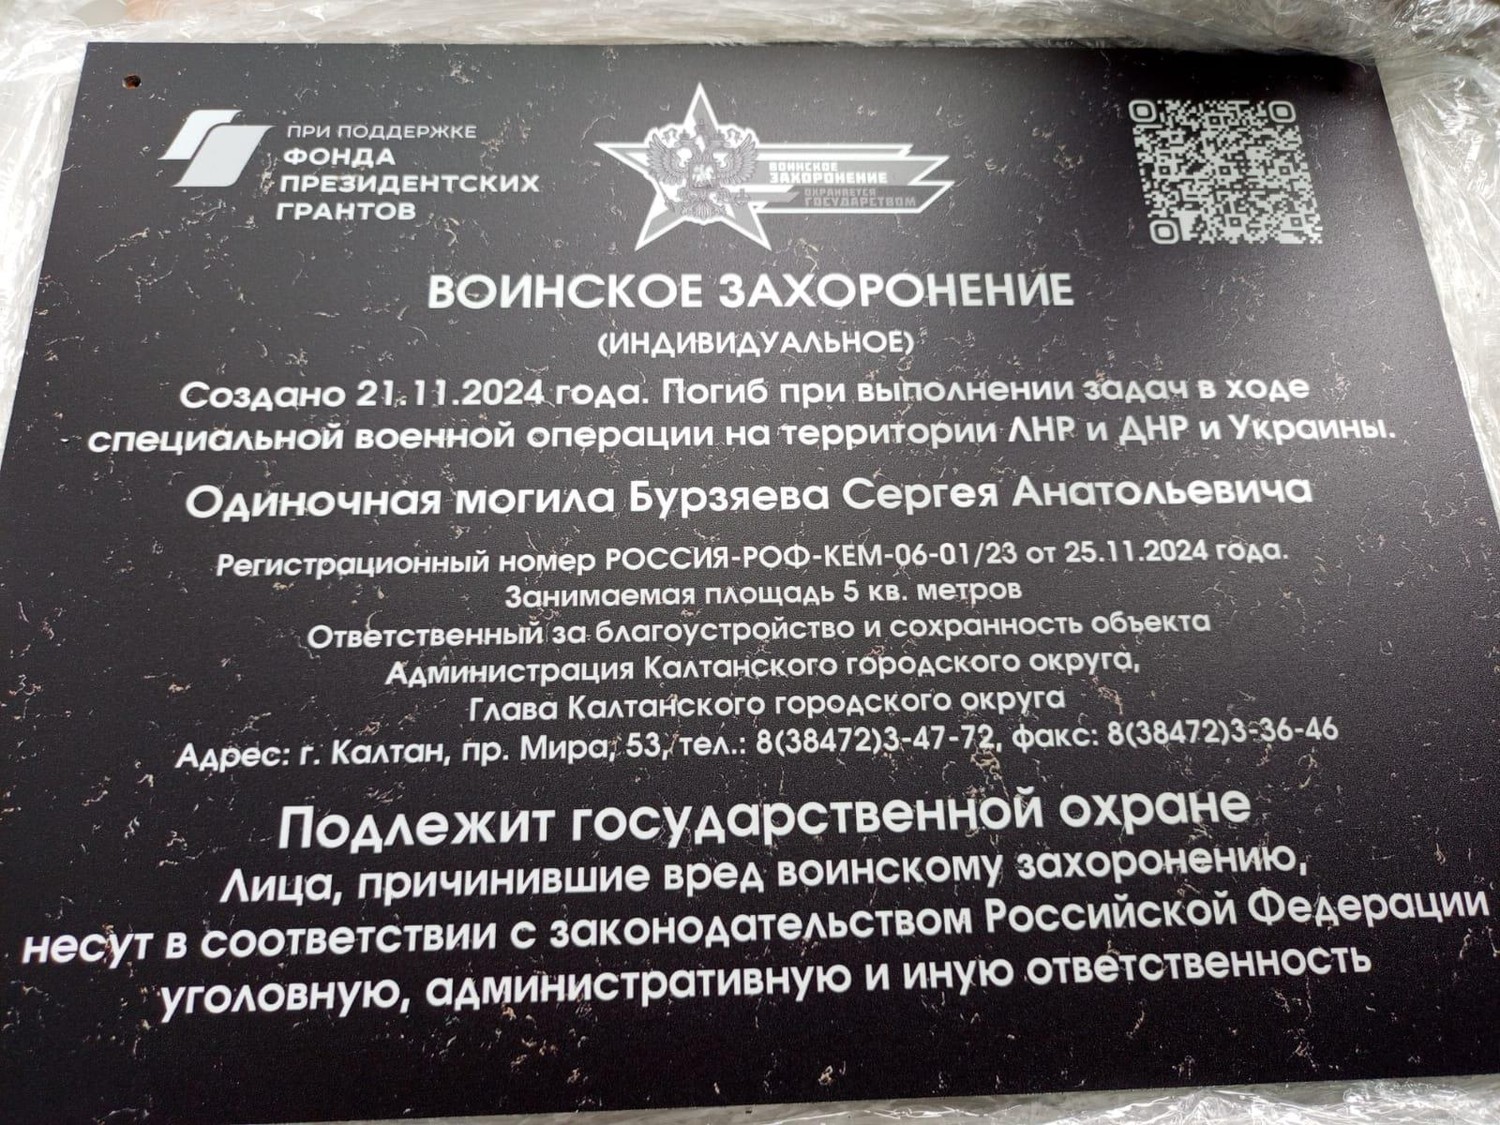 ПРИ ПОДДЕРЖКЕ
ФОНДА
ПРЕЗИДЕНТСКИХ
ГРАНТОВ
ВОИНСКОЕ
ЗАХОРОНЕНИЕ
ОХРАНЯЕТСЯ
ГОСУДАРСТВОМ
ВОИНСКОЕ ЗАХОРОНЕНИЕ
(ИНДИВИДУАЛЬНОЕ)
Создано 21.11.2024 года. Погиб при выполнении задач в ходе
специальной военной операции на территории ЛНР и ДНР и Украины.
Одиночная могила Бурзяева Сергея Анатольевича
Регистрационный номер РОССИЯ-РОФ-КЕМ-06-01/23 от 25.11.2024 года.
Занимаемая площадь 5 кв. метров
Ответственный за благоустройство и сохранность объекта
Администрация Калтанского городского округа,
Глава Калтанского городского округа
Адрес: г. Калтан, пр. Мира, 53, тел.: 8(38472)3-47-72, факс: 8(38472)3-36-46
Подлежит государственной охране
Лица, причинившие вред воинскому захоронению,
несут в соответствии с законодательством Российской Федерации
уголовную, административную и иную ответственность